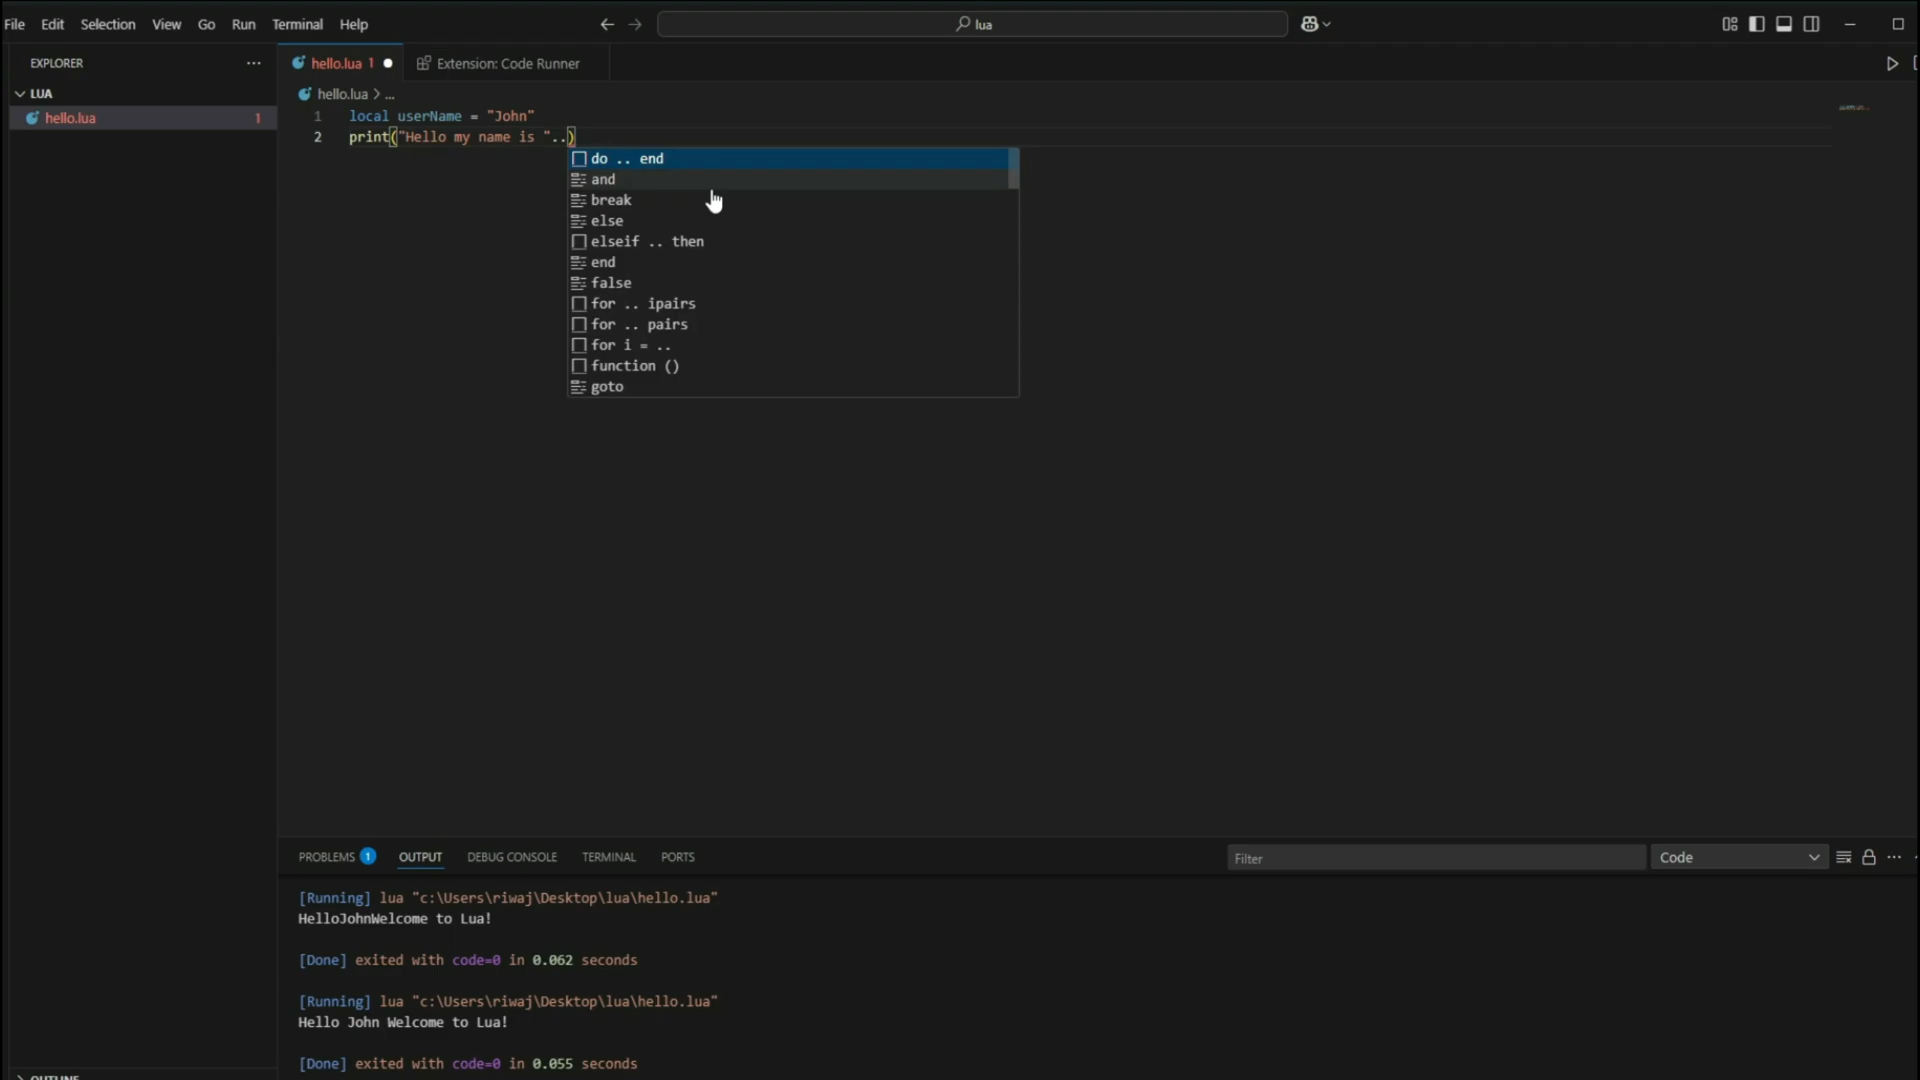 File Edit Selection View Go Run Terminal Help
lua
EXPLORER
hello.lua 1
Extension: Code Runner
LUA
hello.lua 1
hello.lua > ...
1 local userName = "John"
2 print("Hello my name is "..)
do .. end
and
break
else
elseif .. then
end
false
for .. ipairs
for .. pairs
for i = ..
function ()
goto
PROBLEMS 1 OUTPUT DEBUG CONSOLE TERMINAL PORTS
Filter
Code
[Running] lua "c:\Users\riwaj\Desktop\lua\hello.lua"
HelloJohnWelcome to Lua!
[Done] exited with code=0 in 0.062 seconds
[Running] lua "c:\Users\riwaj\Desktop\lua\hello.lua"
Hello John Welcome to Lua!
[Done] exited with code=0 in 0.055 seconds
OUTLINE